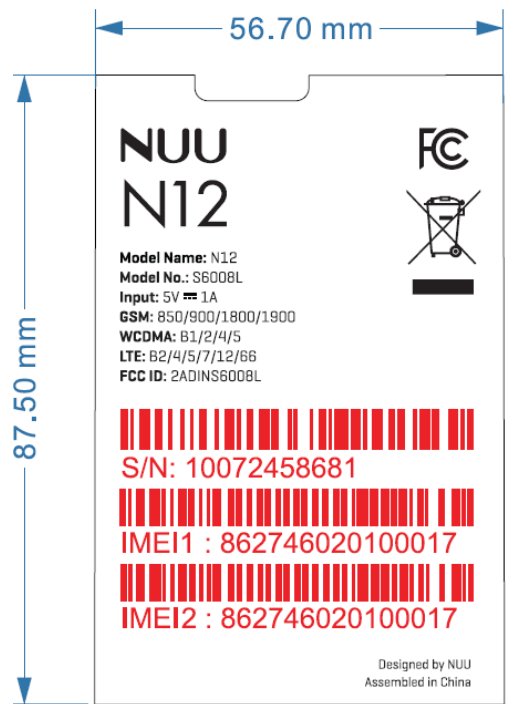 56.70 mm
87.50 mm
NUU
FC
N12
Model Name: N12
Model No.: S6008L
Input: 5V ⎓ 1A
GSM: 850/900/1800/1900
WCDMA: B1/2/4/5
LTE: B2/4/5/7/12/66
FCC ID: 2ADINS6008L
S/N: 10072458681
IMEI1 : 862746020100017
IMEI2 : 862746020100017
Designed by NUU
Assembled in China